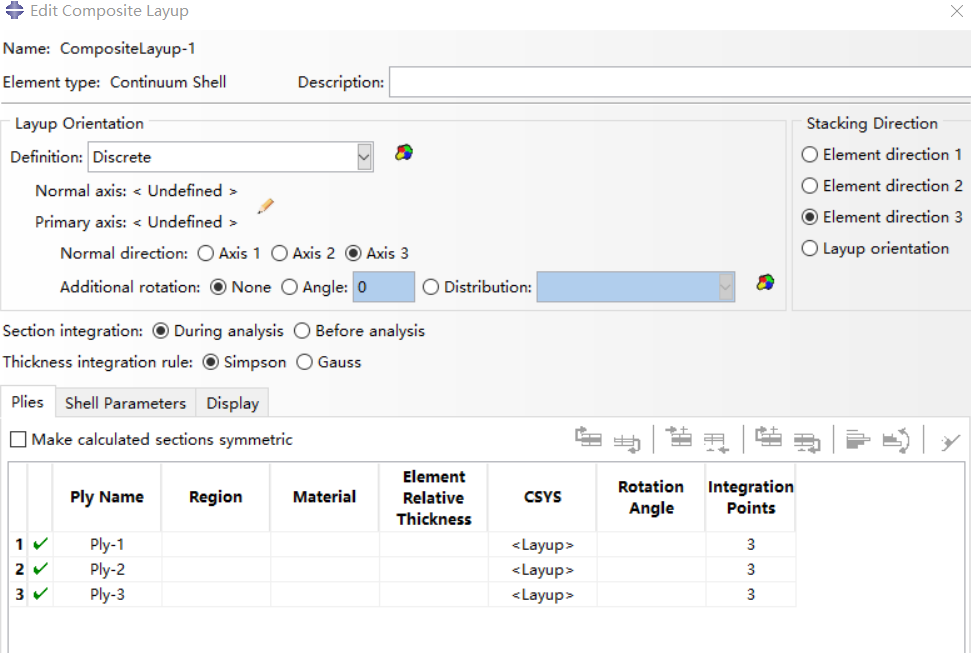 Edit Composite Layup
Name: CompositeLayup-1
Element type: Continuum Shell Description:
Layup Orientation
Definition: Discrete
Normal axis: < Undefined >
Primary axis: < Undefined >
Normal direction: Axis 1 Axis 2 Axis 3
Additional rotation: None Angle: 0 Distribution:
Stacking Direction
Element direction 1
Element direction 2
Element direction 3
Layup orientation
Section integration: During analysis Before analysis
Thickness integration rule: Simpson Gauss
Plies Shell Parameters Display
Make calculated sections symmetric
Ply Name Region Material Element Relative Thickness CSYS Rotation Angle Integration Points
1 Ply-1 <Layup> 3
2 Ply-2 <Layup> 3
3 Ply-3 <Layup> 3